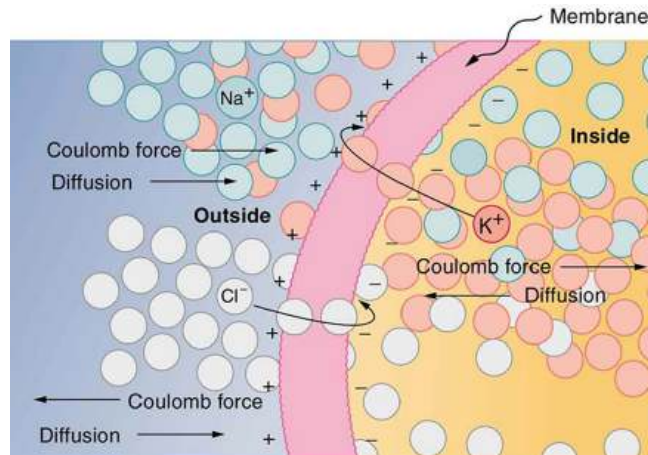 Membrane
Na+
Inside
Coulomb force
Diffusion
Outside
K+
Coulomb force
Cl−
Diffusion
Coulomb force
Diffusion